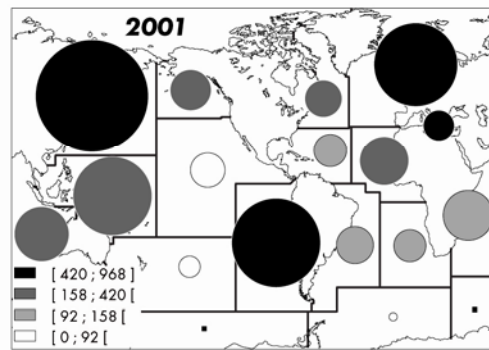 2001
[ 420 ; 968 ]
[ 158 ; 420 [
[ 92 ; 158 [
[ 0 ; 92 [